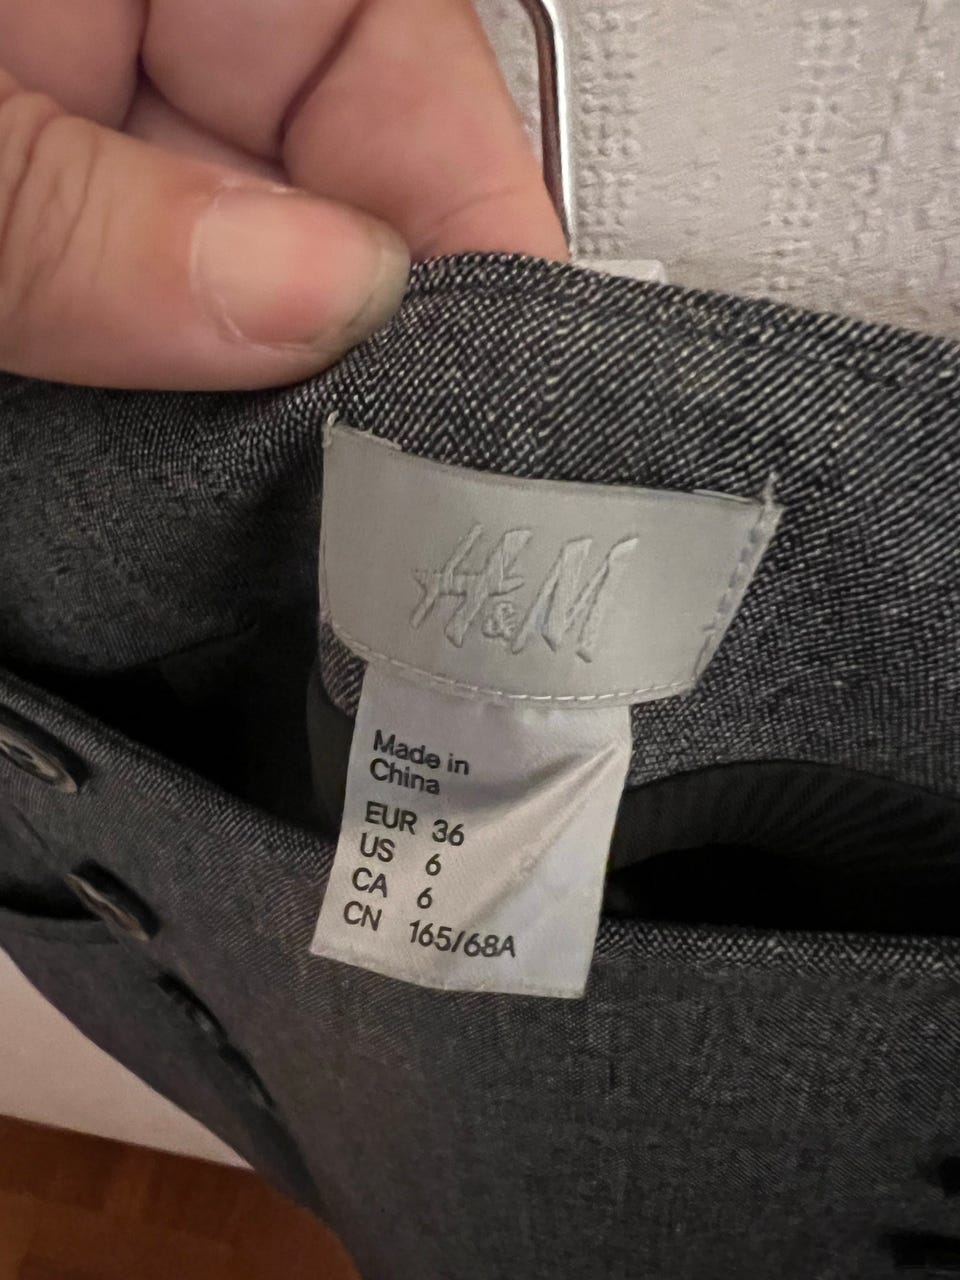 H&M
Made in
China
EUR 36
US 6
CA 6
CN 165/68A